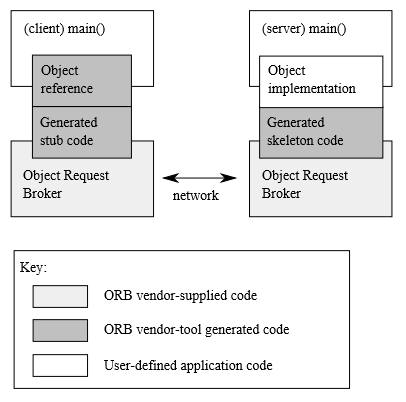 (client) main()
Object
reference
Generated
stub code
Object Request
Broker
network
(server) main()
Object
implementation
Generated
skeleton code
Object Request
Broker
Key:
ORB vendor-supplied code
ORB vendor-tool generated code
User-defined application code